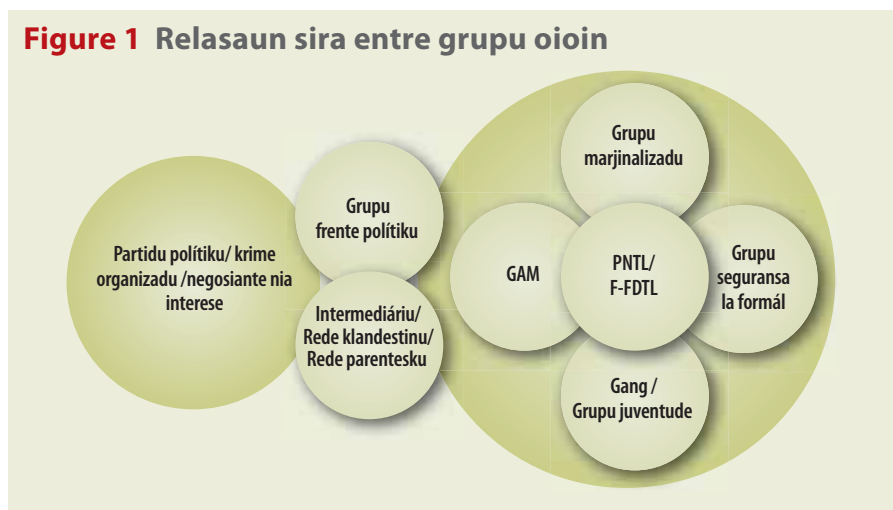 Figure 1 Relasaun sira entre grupu oioin
Partidu polítiku/ krime
organizadu /negosiante nia
interese
Grupu
frente polítiku
Intermediáriu/
Rede klandestinu/
Rede parentesku
Grupu
marjinalizadu
GAM
PNTL/
F-FDTL
Grupu
seguransa
la formál
Gang /
Grupu juventude